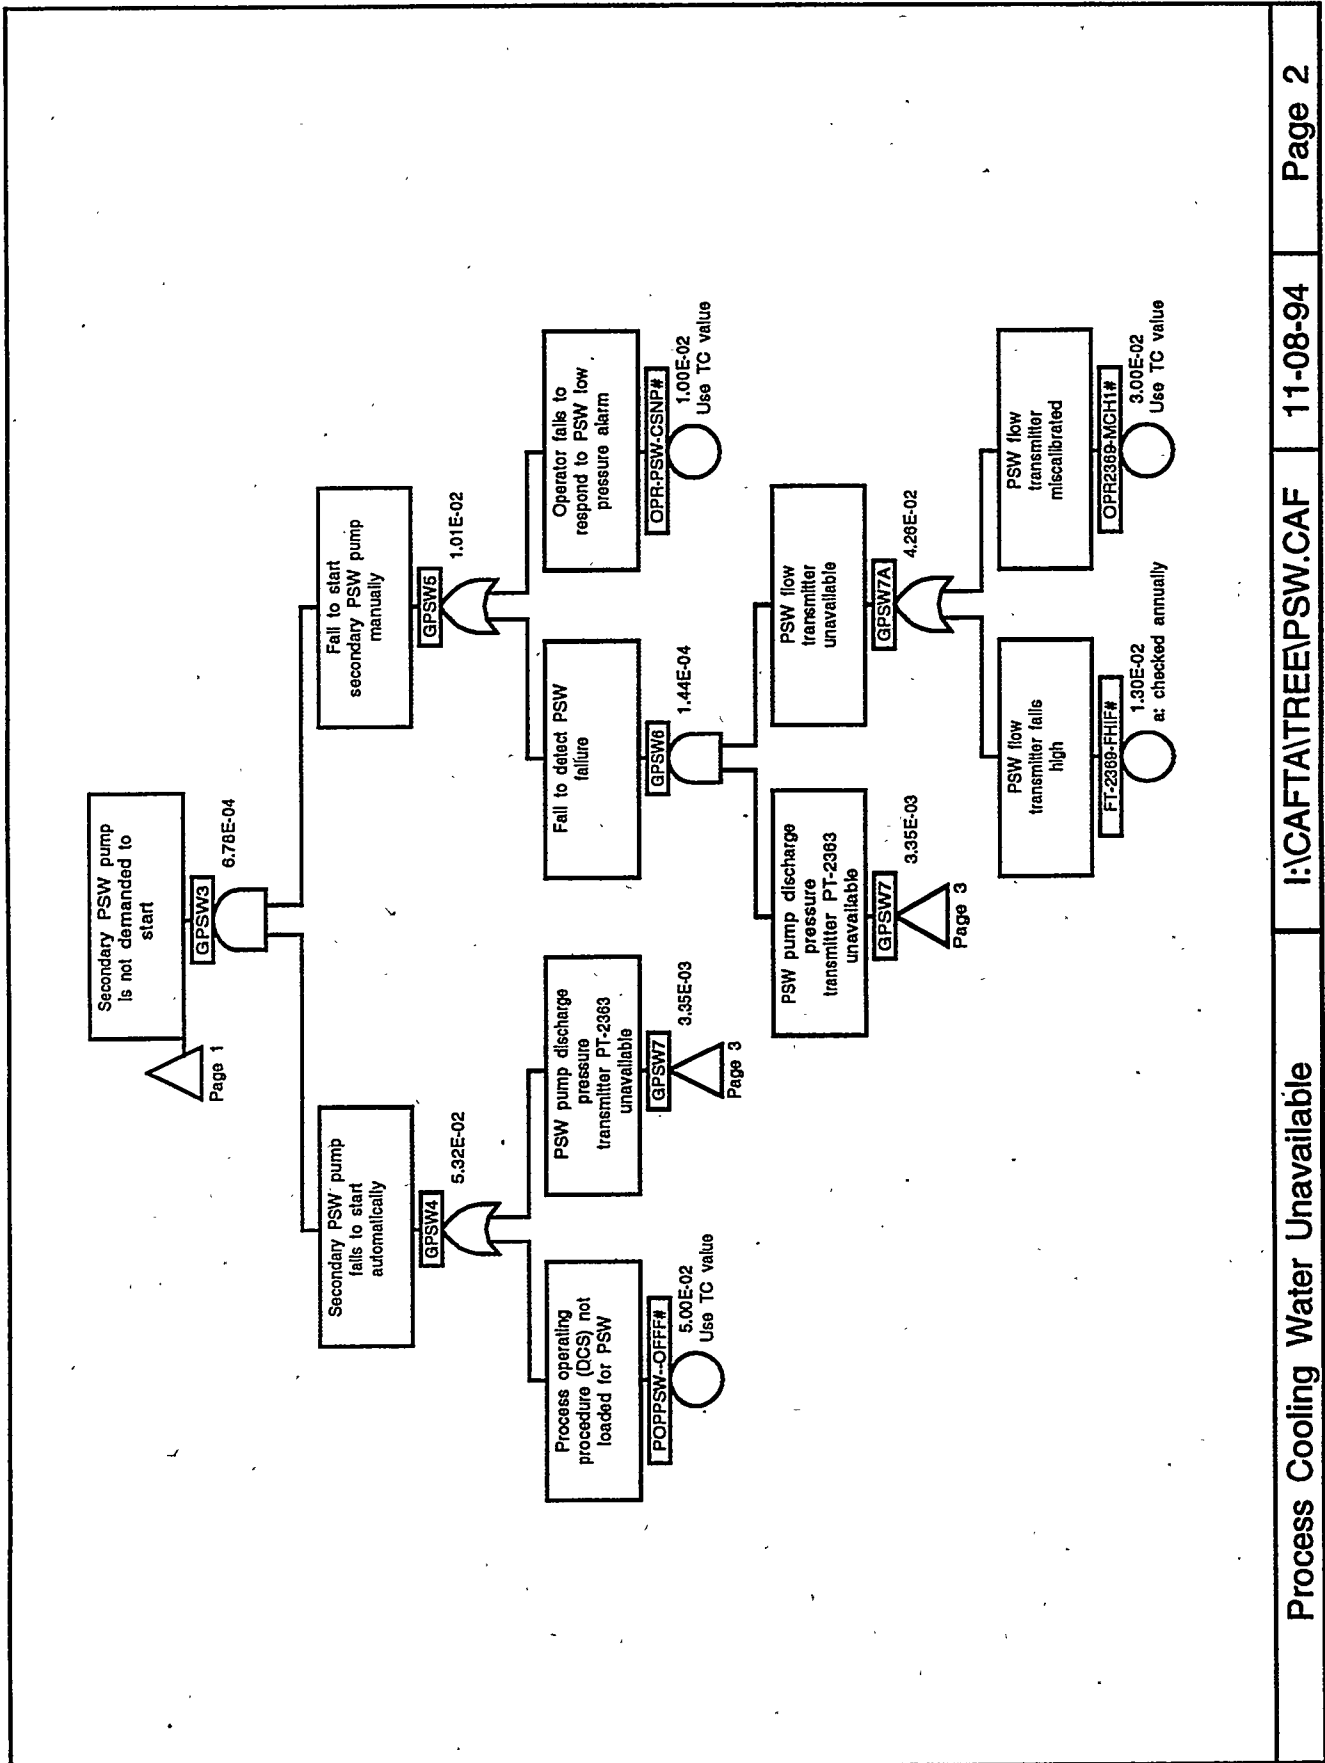 Secondary PSW pump
is not demanded to
start
GPSW3
6.78E-04
Page 1
Secondary PSW pump
fails to start
automatically
GPSW4
5.32E-02
Fail to start
secondary PSW pump
manually
GPSW5
1.01E-02
Process operating
procedure (DCS) not
loaded for PSW
POPPSW--OFFF#
5.00E-02
Use TC value
PSW pump discharge
pressure
transmitter PT-2363
unavailable
GPSW7
3.35E-03
Page 3
Fail to detect PSW
failure
GPSW6
1.44E-04
Operator fails to
respond to PSW low
pressure alarm
OPR-PSW-CSNP#
1.00E-02
Use TC value
PSW pump discharge
pressure
transmitter PT-2363
unavailable
GPSW7
3.35E-03
Page 3
PSW flow
transmitter
unavailable
GPSW7A
4.26E-02
PSW flow
transmitter fails
high
FT-2369-FHIF#
1.30E-02
a: checked annually
PSW flow
transmitter
miscalibrated
OPR2369-MCH1#
3.00E-02
Use TC value
Process Cooling Water Unavailable
I:\CAFTA\TREE\PSW.CAF
11-08-94
Page 2